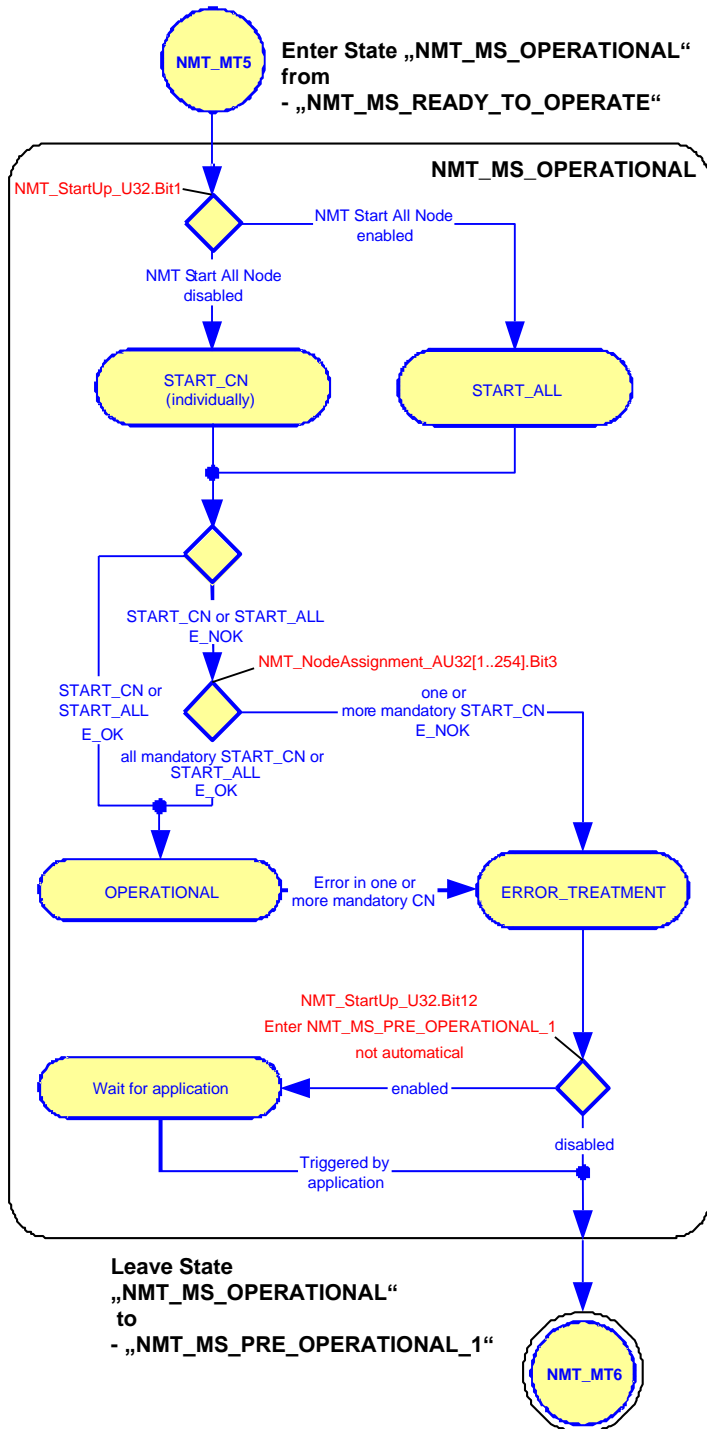 NMT_MT5
Enter State „NMT_MS_OPERATIONAL“
from
- „NMT_MS_READY_TO_OPERATE“
NMT_MS_OPERATIONAL
NMT_StartUp_U32.Bit1
NMT Start All Node
enabled
NMT Start All Node
disabled
START_CN
(individually)
START_ALL
START_CN or START_ALL
E_NOK
NMT_NodeAssignment_AU32[1..254].Bit3
START_CN or
START_ALL
E_OK
one or
more mandatory START_CN
E_NOK
all mandatory START_CN or
START_ALL
E_OK
OPERATIONAL
Error in one or
more mandatory CN
ERROR_TREATMENT
NMT_StartUp_U32.Bit12
Enter NMT_MS_PRE_OPERATIONAL_1
not automatical
Wait for application
enabled
disabled
Triggered by
application
Leave State
„NMT_MS_OPERATIONAL“
to
- „NMT_MS_PRE_OPERATIONAL_1“
NMT_MT6